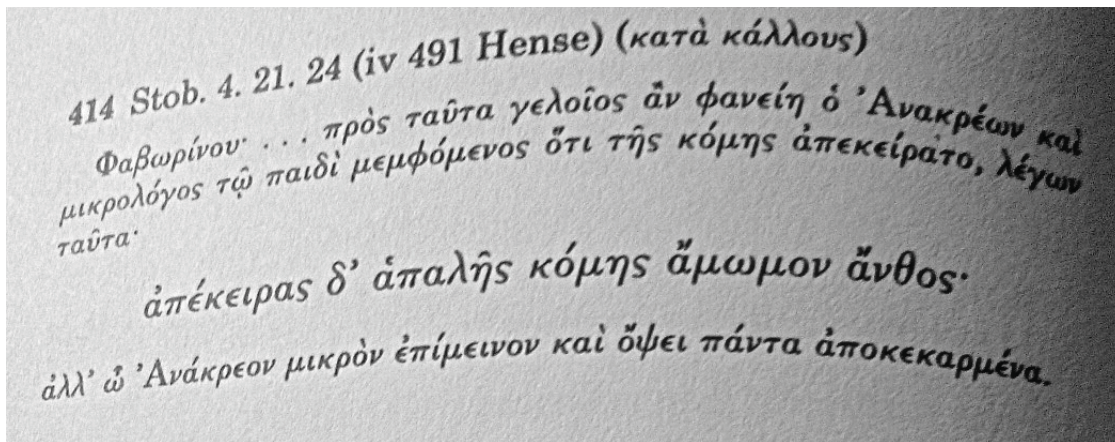 414 Stob. 4. 21. 24 (iv 491 Hense) (κατὰ κάλλους)
Φαβωρίνου· . . . πρὸς ταῦτα γελοῖος ἂν φανείη ὁ Ἀνακρέων καὶ
μικρολόγος τῷ παιδὶ μεμφόμενος ὅτι τῆς κόμης ἀπεκείρατο, λέγων
ταῦτα·
ἀπέκειρας δ’ ἁπαλῆς κόμης ἄμωμον ἄνθος·
ἀλλ’ ὦ Ἀνάκρεον μικρὸν ἐπίμεινον καὶ ὄψει πάντα ἀποκεκαρμένα.